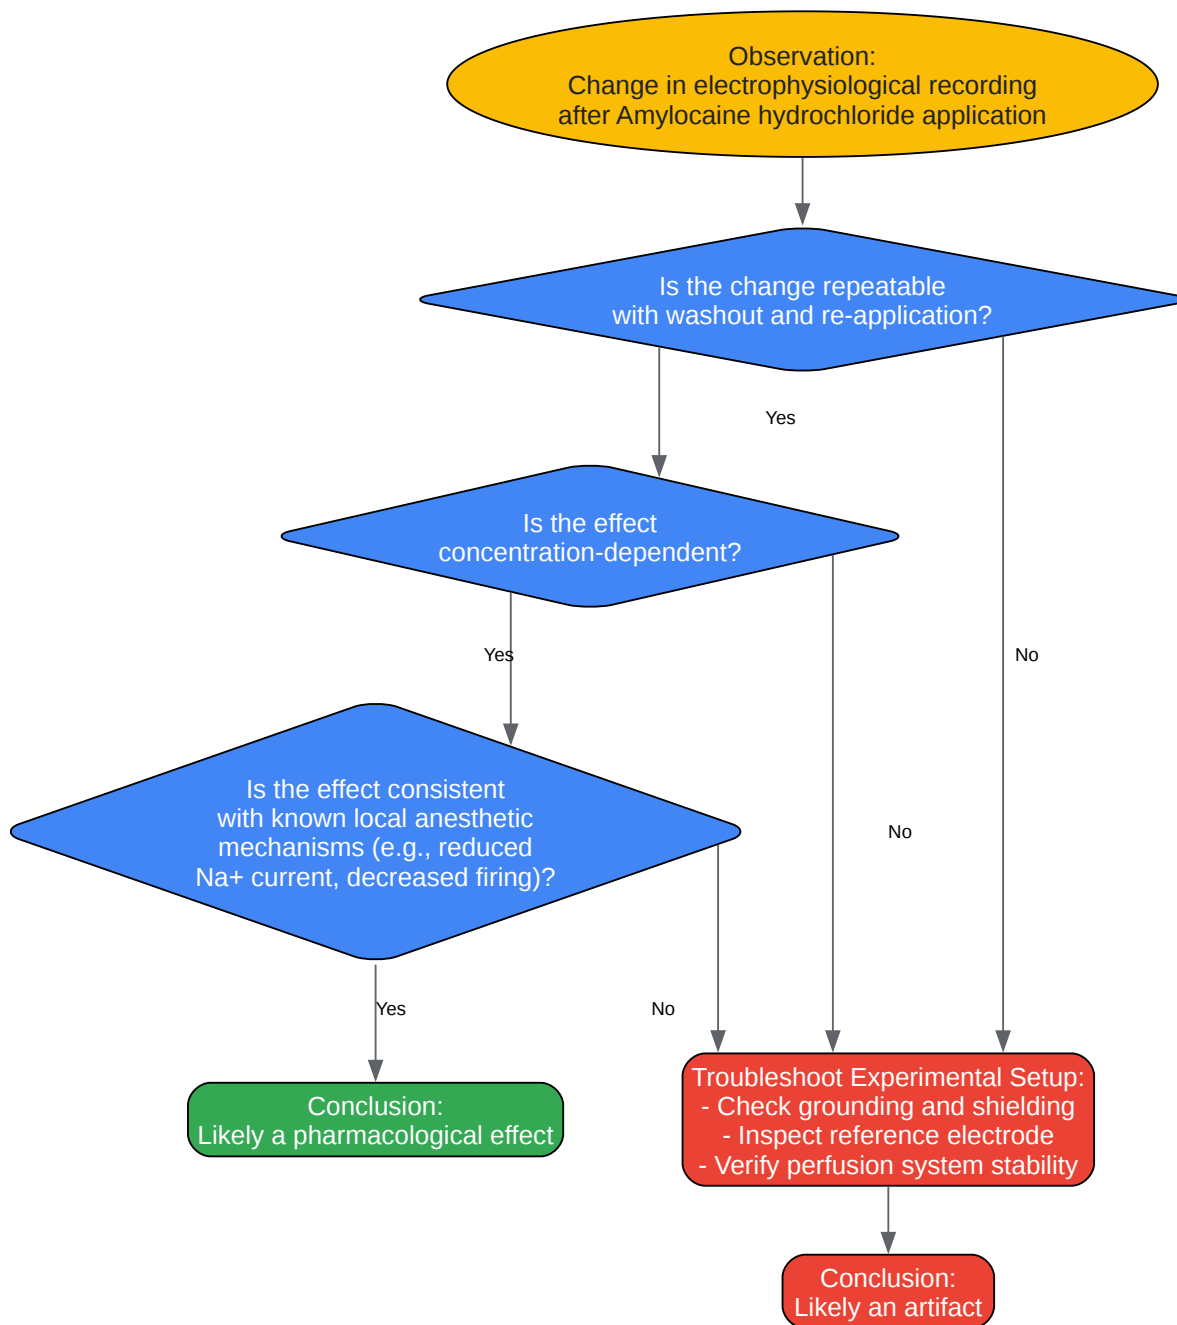 Observation:
Change in electrophysiological recording
after Amylocaine hydrochloride application
Is the change repeatable
with washout and re-application?
Yes
Is the effect
concentration-dependent?
Yes
No
Is the effect consistent
with known local anesthetic
mechanisms (e.g., reduced
Na+ current, decreased firing)?
No
Yes
No
Conclusion:
Likely a pharmacological effect
Troubleshoot Experimental Setup:
- Check grounding and shielding
- Inspect reference electrode
- Verify perfusion system stability
Conclusion:
Likely an artifact